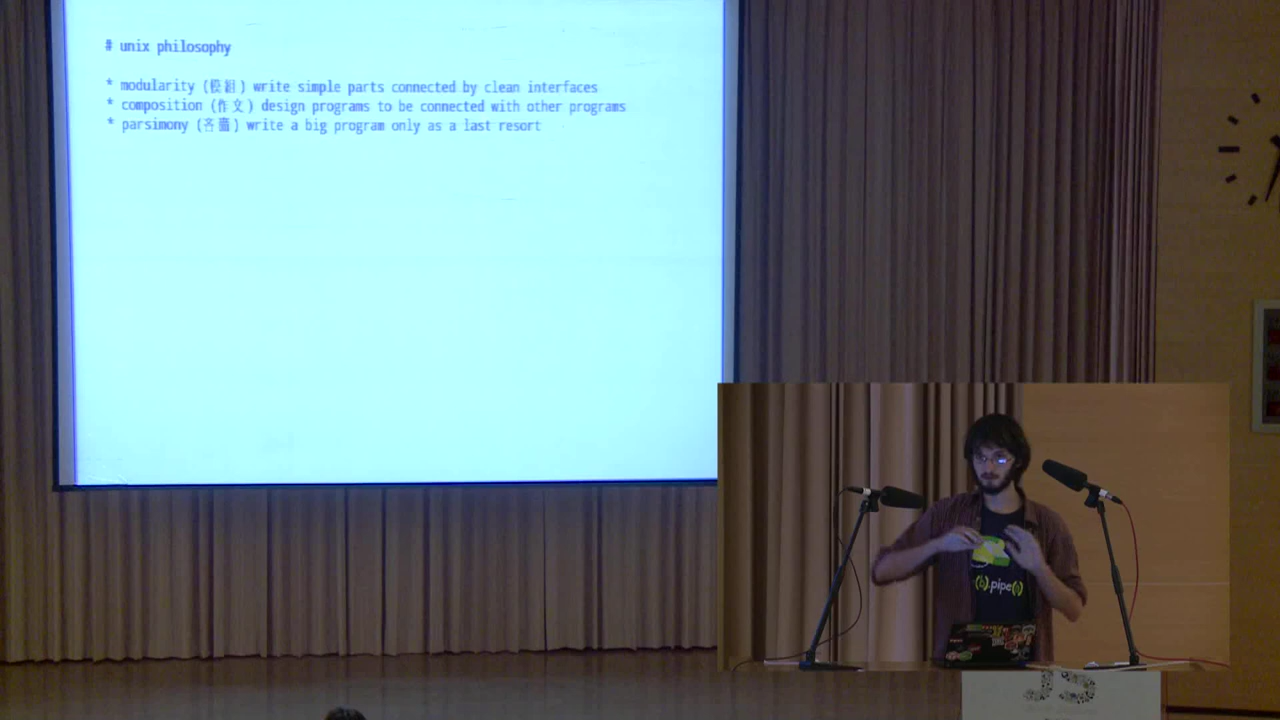 # unix philosophy
* modularity (模組) write simple parts connected by clean interfaces
* composition (作文) design programs to be connected with other programs
* parsimony (吝嗇) write a big program only as a last resort
.pipe()
JS